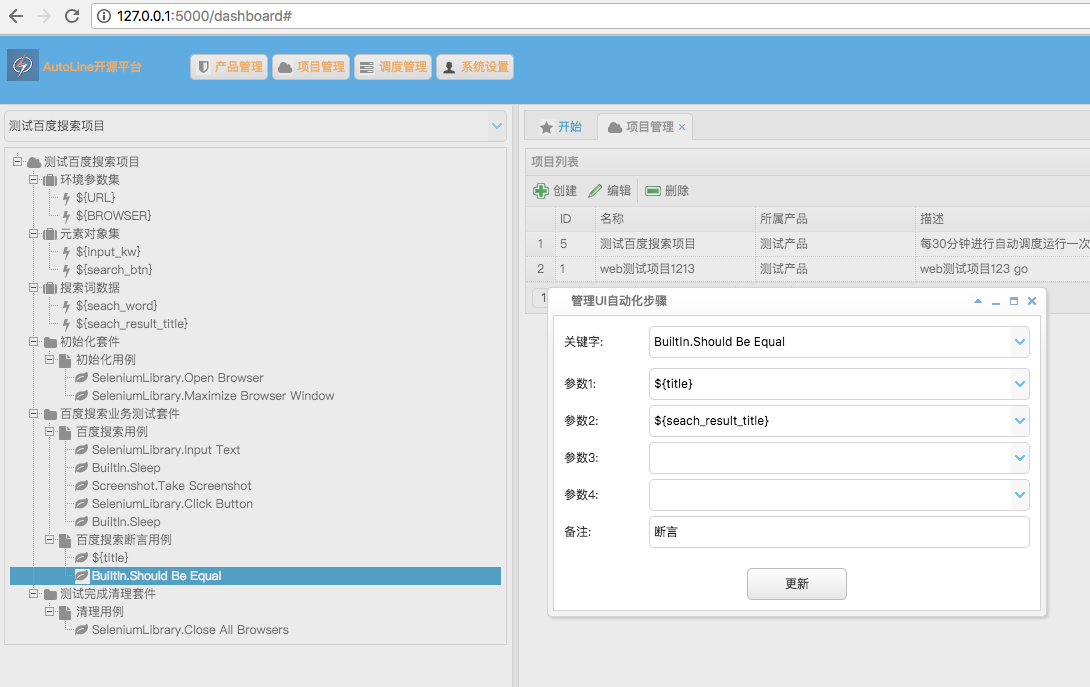 127.0.0.1:5000/dashboard#
AutoLine开源平台 产品管理 项目管理 调度管理 系统设置
测试百度搜索项目
测试百度搜索项目
环境参数集
${URL}
${BROWSER}
元素对象集
${input_kw}
${search_btn}
搜索词数据
${seach_word}
${seach_result_title}
初始化套件
初始化用例
SeleniumLibrary.Open Browser
SeleniumLibrary.Maximize Browser Window
百度搜索业务测试套件
百度搜索用例
SeleniumLibrary.Input Text
BuiltIn.Sleep
Screenshot.Take Screenshot
SeleniumLibrary.Click Button
BuiltIn.Sleep
百度搜索断言用例
${title}
BuiltIn.Should Be Equal
测试完成清理套件
清理用例
SeleniumLibrary.Close All Browsers
开始 项目管理
项目列表
创建 编辑 删除
ID 名称 所属产品 描述
1 5 测试百度搜索项目 测试产品 每30分钟进行自动调度运行一次
2 1 web测试项目1213 测试产品 web测试项目123 go
1
管理UI自动化步骤
关键字: BuiltIn.Should Be Equal
参数1: ${title}
参数2: ${seach_result_title}
参数3:
参数4:
备注: 断言
更新